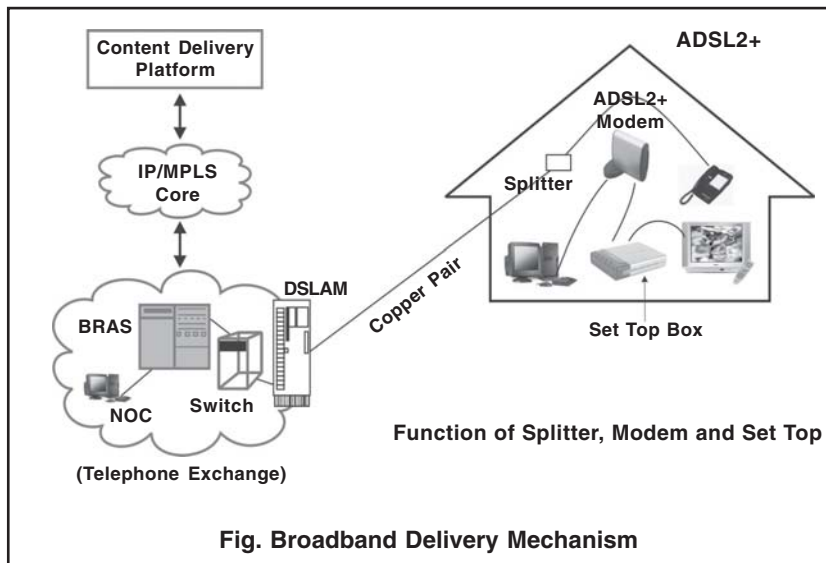 Content Delivery
Platform
IP/MPLS
Core
BRAS
NOC
Switch
DSLAM
(Telephone Exchange)
Copper Pair
ADSL2+
ADSL2+
Modem
Splitter
Set Top Box
Function of Splitter, Modem and Set Top
Fig. Broadband Delivery Mechanism